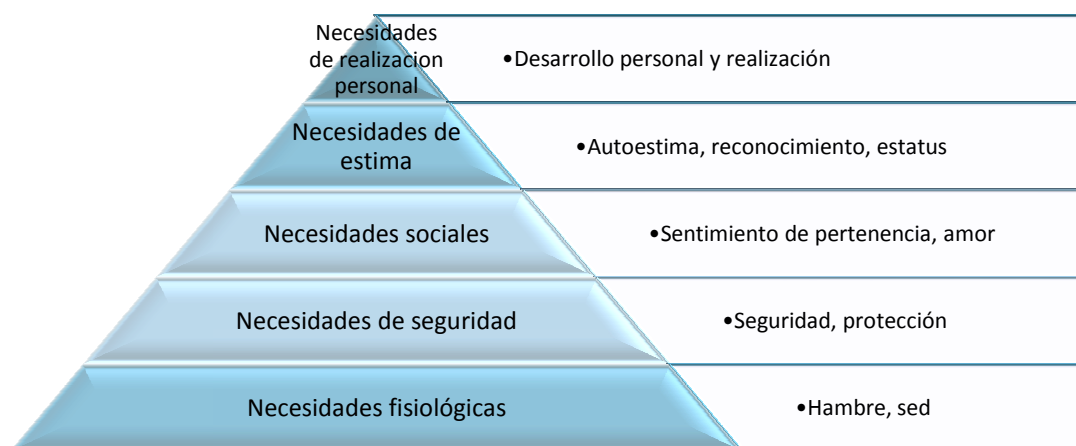 Necesidades
de realizacion
personal
•Desarrollo personal y realización
Necesidades de
estima
•Autoestima, reconocimiento, estatus
Necesidades sociales
•Sentimiento de pertenencia, amor
Necesidades de seguridad
•Seguridad, protección
Necesidades fisiológicas
•Hambre, sed